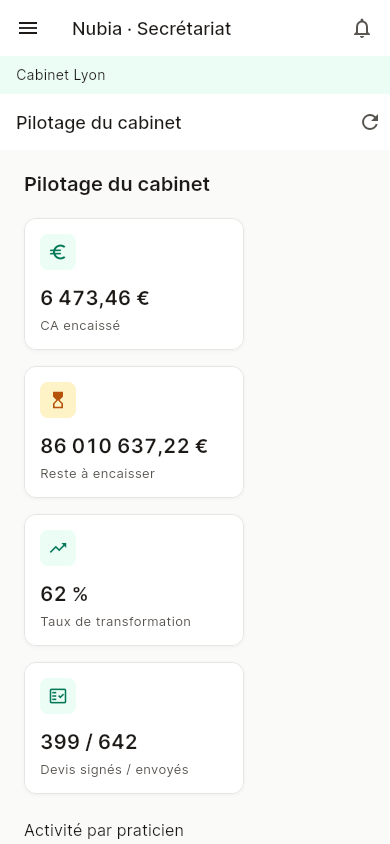 Nubia · Secrétariat
Cabinet Lyon
Pilotage du cabinet
Pilotage du cabinet
6 473,46 €
CA encaissé
86 010 637,22 €
Reste à encaisser
62 %
Taux de transformation
399 / 642
Devis signés / envoyés
Activité par praticien